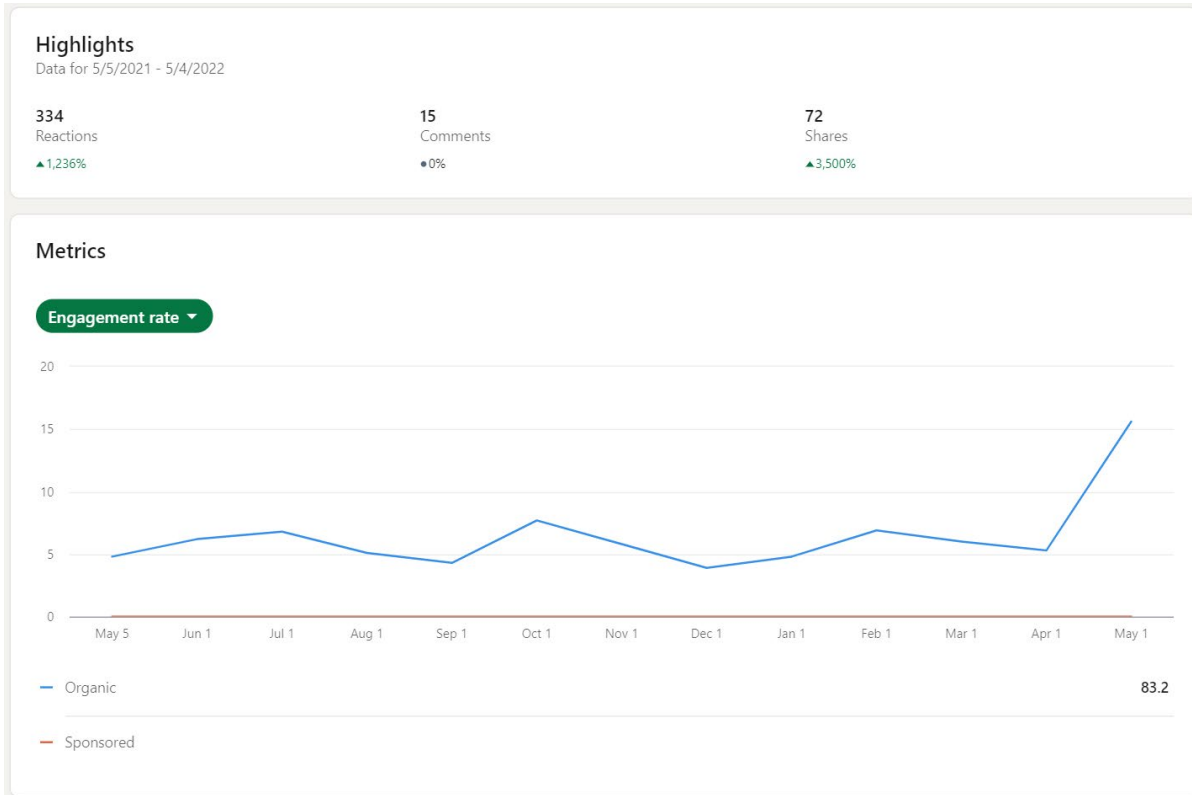 Highlights
Data for 5/5/2021 - 5/4/2022
334 15 72
Reactions Comments Shares
▲1,236% •0% ▲3,500%
Metrics
Engagement rate
20
15
10
5
0
May 5 Jun 1 Jul 1 Aug 1 Sep 1 Oct 1 Nov 1 Dec 1 Jan 1 Feb 1 Mar 1 Apr 1 May 1
Organic 83.2
Sponsored